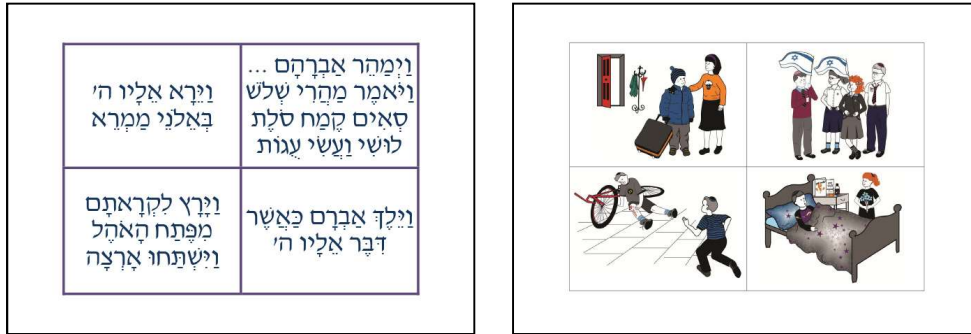 וַיְמַהֵר אַבְרָהָם ...
וַיֹּאמֶר מַהֲרִי שְׁלֹשׁ
סְאִים קֶמַח סֹלֶת
לוּשִׁי וַעֲשִׂי עֻגוֹת
וַיֵּרָא אֵלָיו ה'
בְּאֵלֹנֵי מַמְרֵא
וַיֵּלֶךְ אַבְרָם כַּאֲשֶׁר
דִּבֶּר אֵלָיו ה'
וַיָּרָץ לִקְרָאתָם
מִפֶּתַח הָאֹהֶל
וַיִּשְׁתַּחוּ אָרְצָה